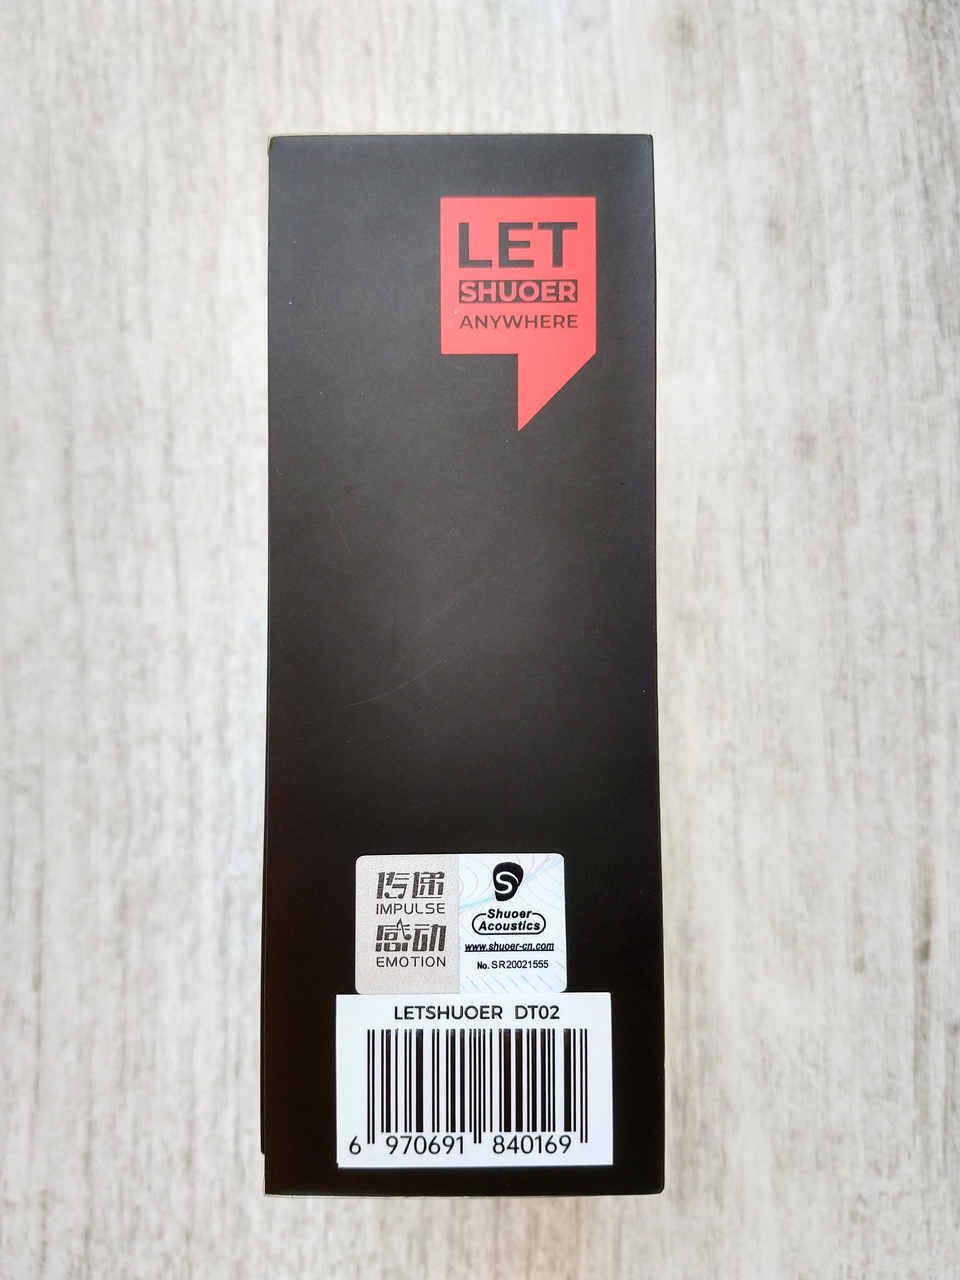 LET
SHUOER
ANYWHERE
传递
IMPULSE
感动
EMOTION
S
Shuoer
Acoustics
www.shuoer-cn.com
No. SR20021555
LETSHUOER DT02
6 970691 840169